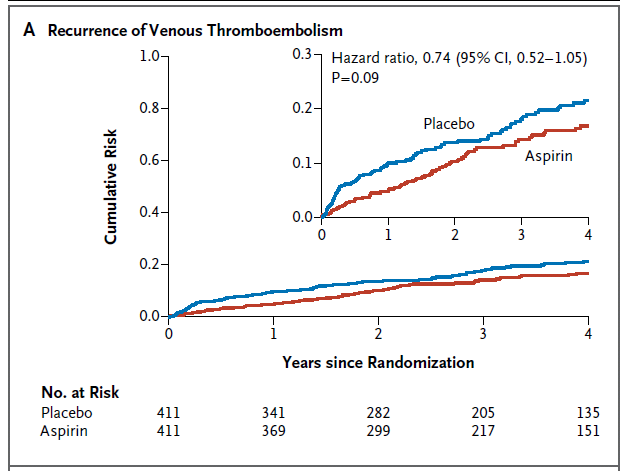 A Recurrence of Venous Thromboembolism
1.0
0.8
0.6
0.4
0.2
0.0
Cumulative Risk
0.3
0.2
0.1
0.0
Hazard ratio, 0.74 (95% CI, 0.52–1.05)
P=0.09
Placebo
Aspirin
0 1 2 3 4
0 1 2 3 4
Years since Randomization
No. at Risk
Placebo 411 341 282 205 135
Aspirin 411 369 299 217 151